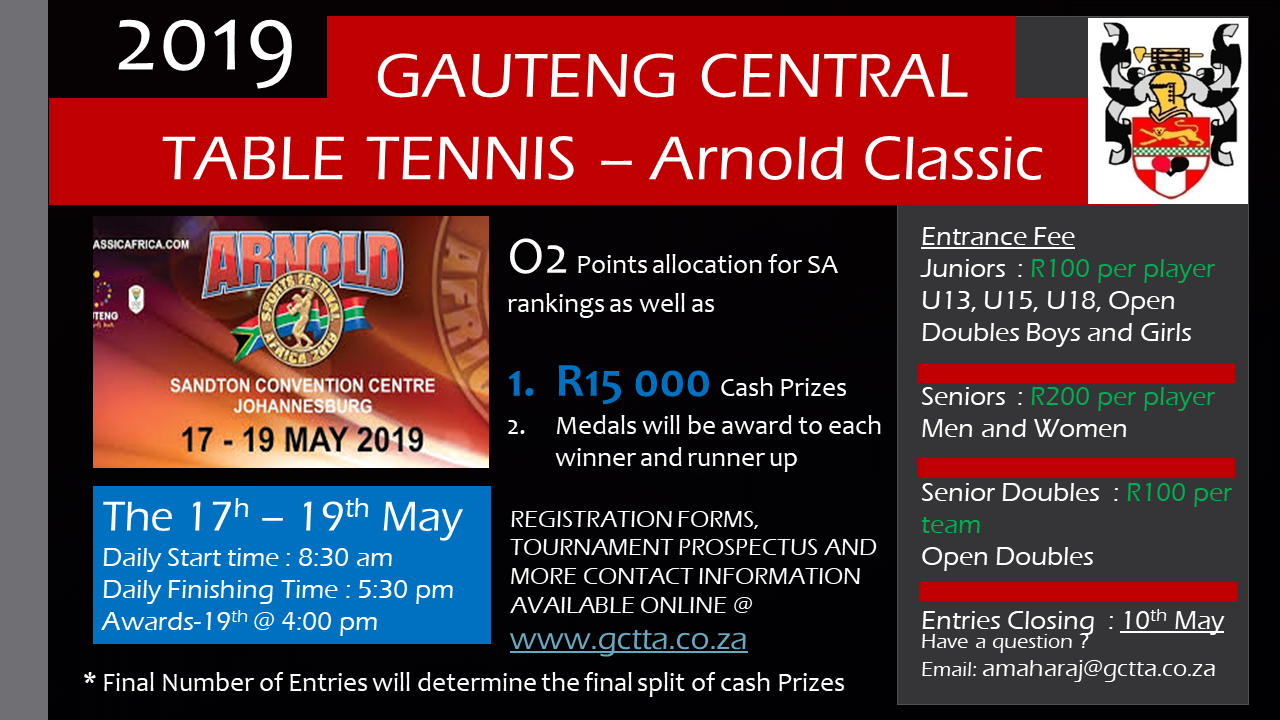 2019
GAUTENG CENTRAL
TABLE TENNIS – Arnold Classic
ASSICAFRICA.COM
ARNOLD
SPORTS FESTIVAL
AFRICA 2019
UTENG
SANDTON CONVENTION CENTRE
JOHANNESBURG
17 - 19 MAY 2019
The 17h – 19th May
Daily Start time : 8:30 am
Daily Finishing Time : 5:30 pm
Awards-19th @ 4:00 pm
O2 Points allocation for SA
rankings as well as
1. R15 000 Cash Prizes
2. Medals will be award to each
winner and runner up
REGISTRATION FORMS,
TOURNAMENT PROSPECTUS AND
MORE CONTACT INFORMATION
AVAILABLE ONLINE @
www.gctta.co.za
* Final Number of Entries will determine the final split of cash Prizes
Entrance Fee
Juniors : R100 per player
U13, U15, U18, Open
Doubles Boys and Girls
Seniors : R200 per player
Men and Women
Senior Doubles : R100 per
team
Open Doubles
Entries Closing : 10th May
Have a question ?
Email: amaharaj@gctta.co.za